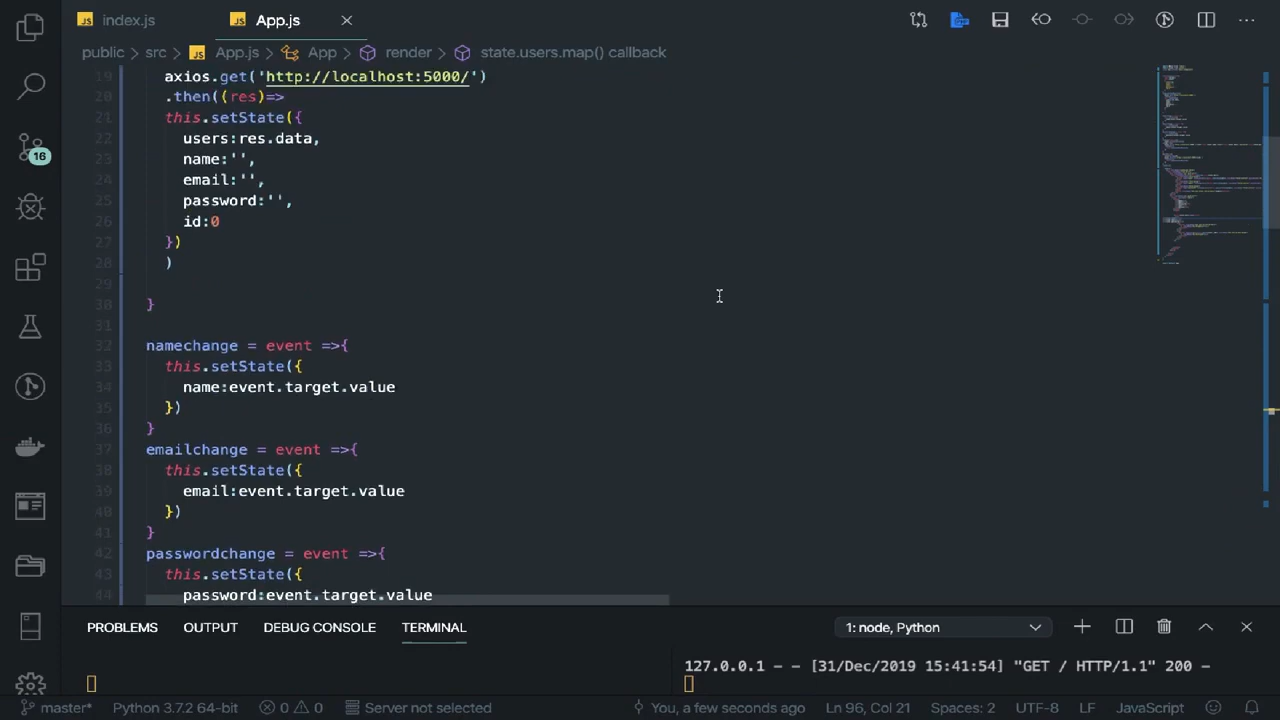 JS index.js
JS App.js
public > src > JS App.js > App > render > state.users.map() callback
19 axios.get('http://localhost:5000/')
20 .then((res)=>
21 this.setState({
22 users:res.data,
23 name:'',
24 email:'',
25 password:'',
26 id:0
27 })
28 )
29
30 }
31
32 namechange = event =>{
33 this.setState({
34 name:event.target.value
35 })
36 }
37 emailchange = event =>{
38 this.setState({
39 email:event.target.value
40 })
41 }
42 passwordchange = event =>{
43 this.setState({
44 password:event.target.value
16
PROBLEMS OUTPUT DEBUG CONSOLE TERMINAL 1: node, Python
127.0.0.1 - - [31/Dec/2019 15:41:54] "GET / HTTP/1.1" 200 -
master* Python 3.7.2 64-bit 0 0 Server not selected You, a few seconds ago Ln 96, Col 21 Spaces: 2 UTF-8 LF JavaScript